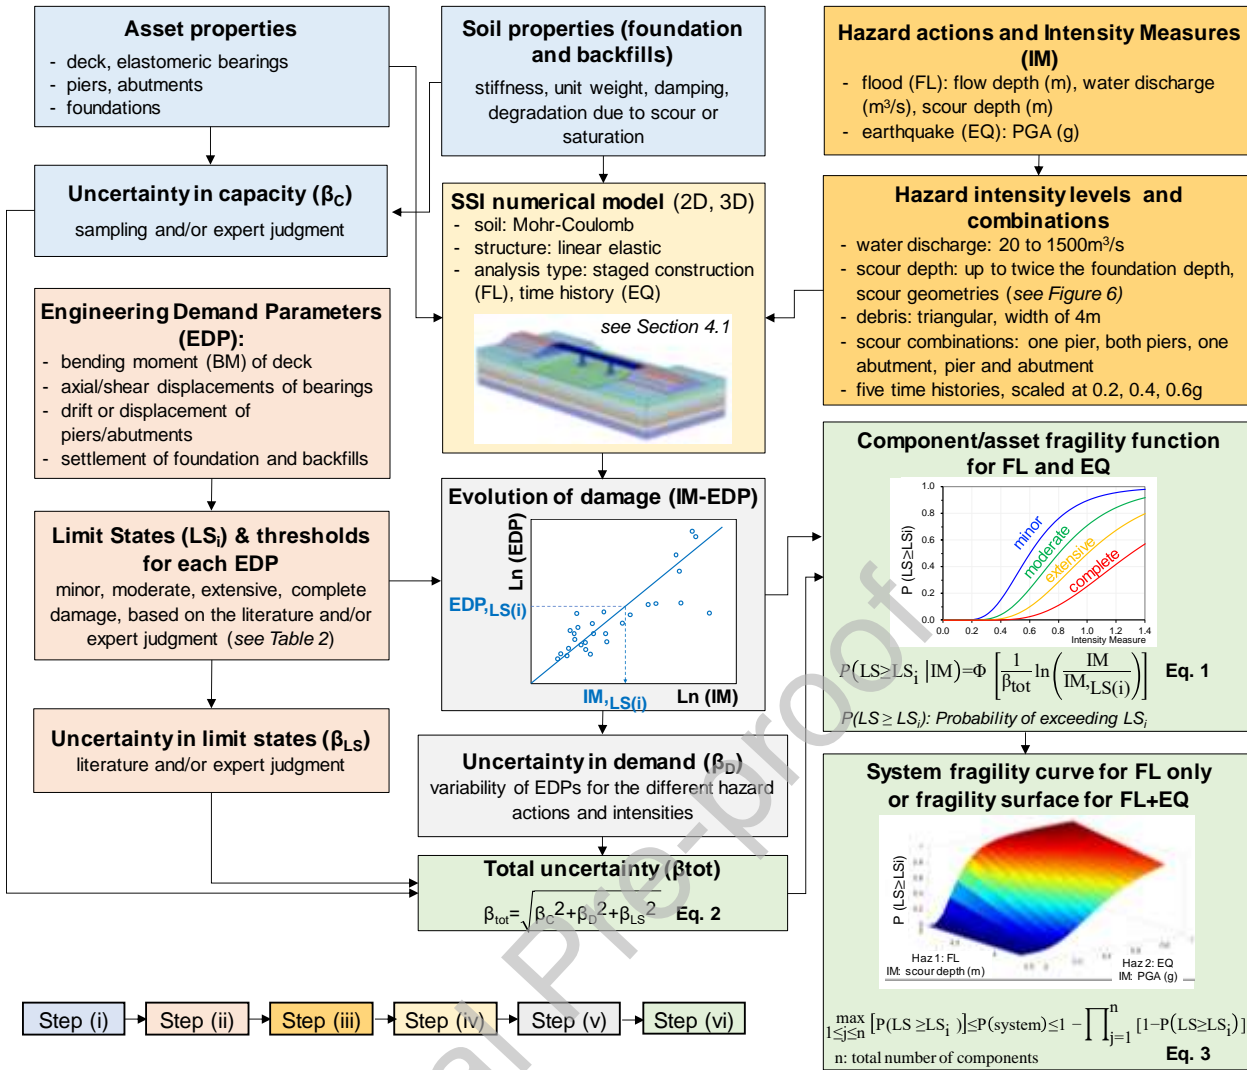 Asset properties
- deck, elastomeric bearings
- piers, abutments
- foundations
Uncertainty in capacity (βC)
sampling and/or expert judgment
Engineering Demand Parameters
(EDP):
- bending moment (BM) of deck
- axial/shear displacements of bearings
- drift or displacement of
piers/abutments
- settlement of foundation and backfills
Limit States (LSi) & thresholds
for each EDP
minor, moderate, extensive, complete
damage, based on the literature and/or
expert judgment (see Table 2)
Uncertainty in limit states (βLS)
literature and/or expert judgment
Soil properties (foundation
and backfills)
stiffness, unit weight, damping,
degradation due to scour or
saturation
SSI numerical model (2D, 3D)
- soil: Mohr-Coulomb
- structure: linear elastic
- analysis type: staged construction
(FL), time history (EQ)
see Section 4.1
Evolution of damage (IM-EDP)
Ln (EDP)
EDP,LS(i)
IM,LS(i)
Ln (IM)
Uncertainty in demand (βD)
variability of EDPs for the different hazard
actions and intensities
Total uncertainty (βtot)
βtot=√βC²+βD²+βLS² Eq. 2
Hazard actions and Intensity Measures
(IM)
- flood (FL): flow depth (m), water discharge
(m³/s), scour depth (m)
- earthquake (EQ): PGA (g)
Hazard intensity levels and
combinations
- water discharge: 20 to 1500m³/s
- scour depth: up to twice the foundation depth,
scour geometries (see Figure 6)
- debris: triangular, width of 4m
- scour combinations: one pier, both piers, one
abutment, pier and abutment
- five time histories, scaled at 0.2, 0.4, 0.6g
Component/asset fragility function
for FL and EQ
P (LS≥LSi)
1.0
0.8
0.6
0.4
0.2
0.0
minor
moderate
extensive
complete
0.0 0.2 0.4 0.6 0.8 1.0 1.2 1.4
Intensity Measure
P(LS≥LSi |IM)=Φ [1/βtot ln(IM/IM,LS(i))] Eq. 1
P(LS ≥ LSi): Probability of exceeding LSi
System fragility curve for FL only
or fragility surface for FL+EQ
P (LS≥LSi)
Haz 1: FL
IM: scour depth (m)
Haz 2: EQ
IM: PGA (g)
max 1≤j≤n [P(LS ≥LSi )]≤P(system)≤1 − ∏ⁿj=1 [1-P(LS≥LSi)]
n: total number of components
Eq. 3
Step (i)
Step (ii)
Step (iii)
Step (iv)
Step (v)
Step (vi)
al Pre-proof